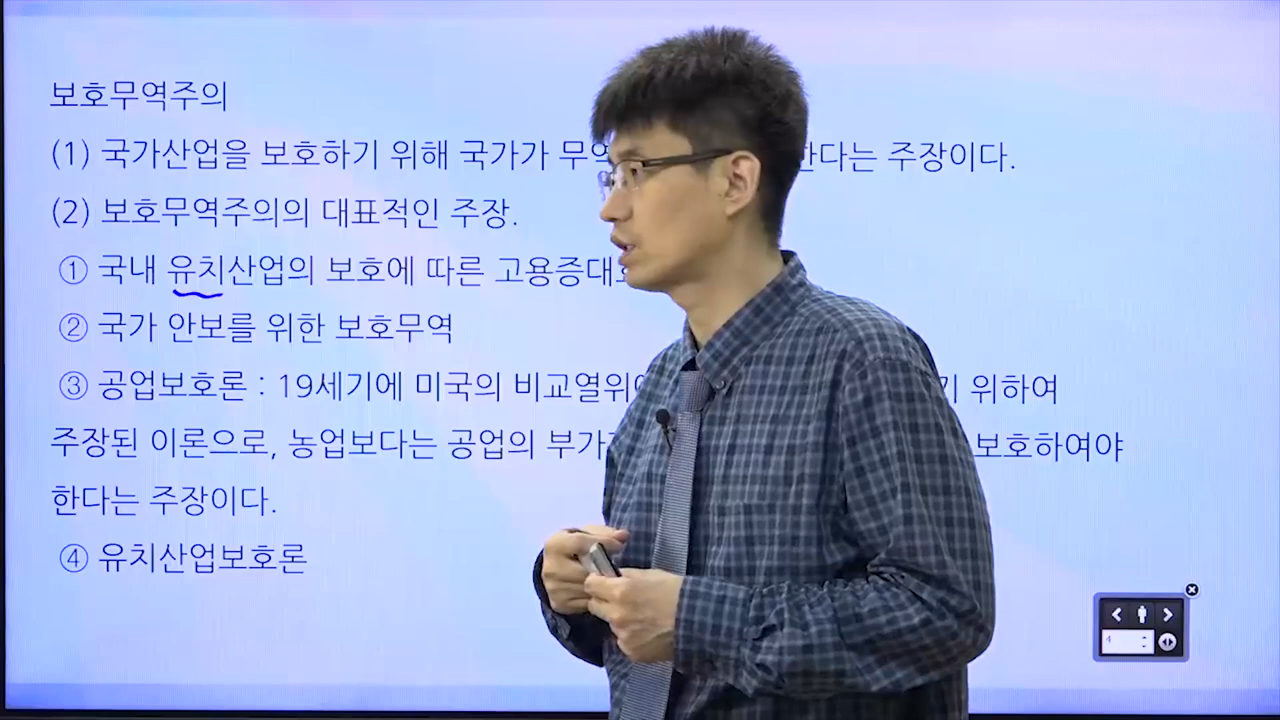 보호무역주의
(1) 국가산업을 보호하기 위해 국가가 한다는 주장이다.
(2) 보호무역주의의 대표적인 주장.
① 국내 유치산업의 보호에 따른 고용증대
② 국가 안보를 위한 보호무역
③ 공업보호론 : 19세기에 미국의 비교열위 위하여
주장된 이론으로, 농업보다는 공업의 보호하여야
한다는 주장이다.
④ 유치산업보호론
4